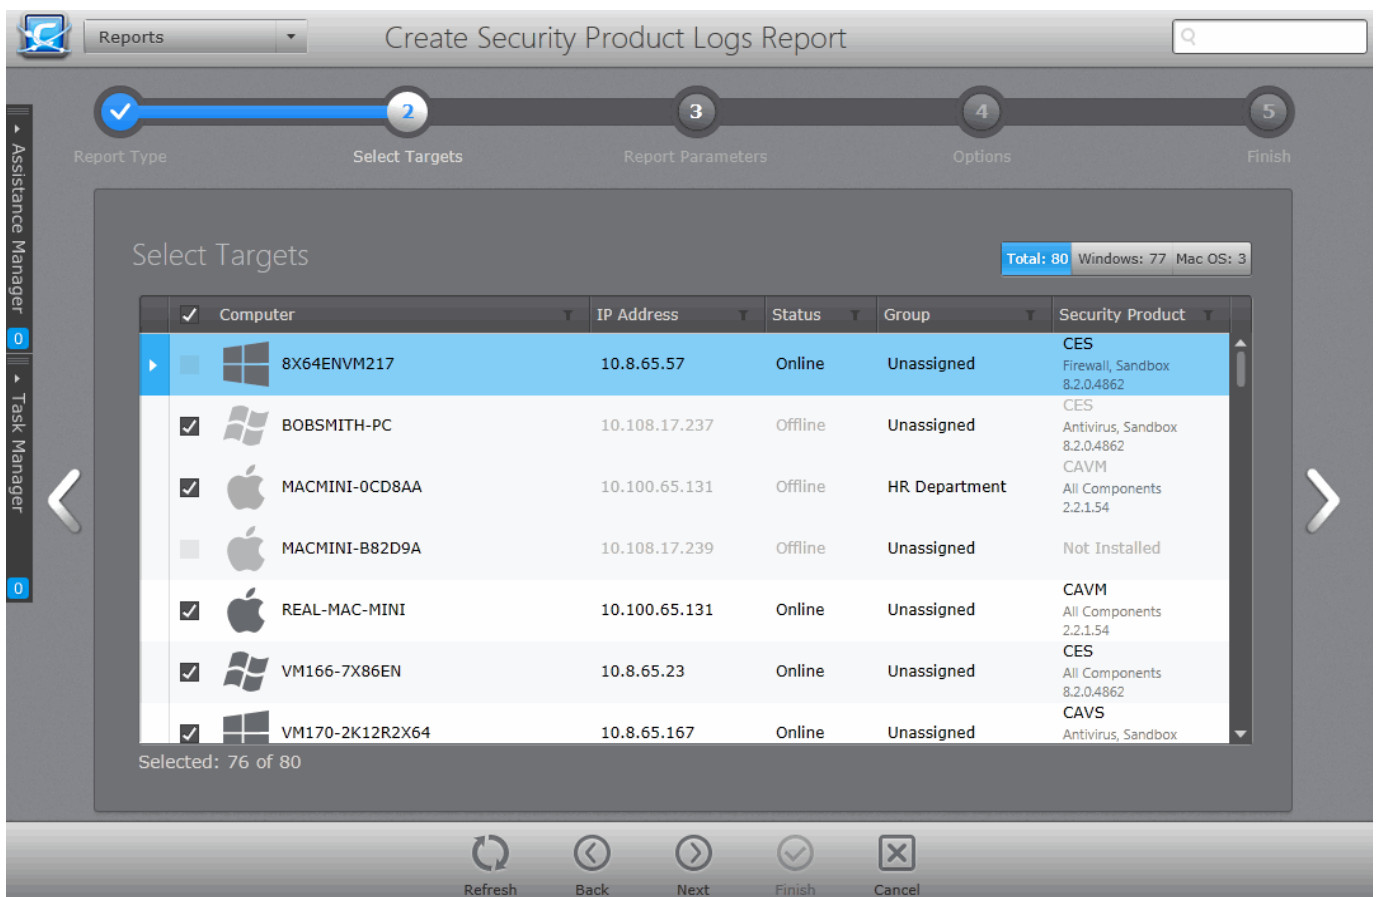 Reports
Create Security Product Logs Report
2
3
4
5
Report Type
Select Targets
Report Parameters
Options
Finish
Assistance Manager
0
Task Manager
0
Select Targets
Total: 80 Windows: 77 Mac OS: 3
Computer IP Address Status Group Security Product
8X64ENVM217 10.8.65.57 Online Unassigned CES
Firewall, Sandbox
8.2.0.4862
BOBSMITH-PC 10.108.17.237 Offline Unassigned CES
Antivirus, Sandbox
8.2.0.4862
MACMINI-0CD8AA 10.100.65.131 Offline HR Department CAVM
All Components
2.2.1.54
MACMINI-B82D9A 10.108.17.239 Offline Unassigned Not Installed
REAL-MAC-MINI 10.100.65.131 Online Unassigned CAVM
All Components
2.2.1.54
VM166-7X86EN 10.8.65.23 Online Unassigned CES
All Components
8.2.0.4862
VM170-2K12R2X64 10.8.65.167 Online Unassigned CAVS
Antivirus, Sandbox
Selected: 76 of 80
Refresh
Back
Next
Finish
Cancel